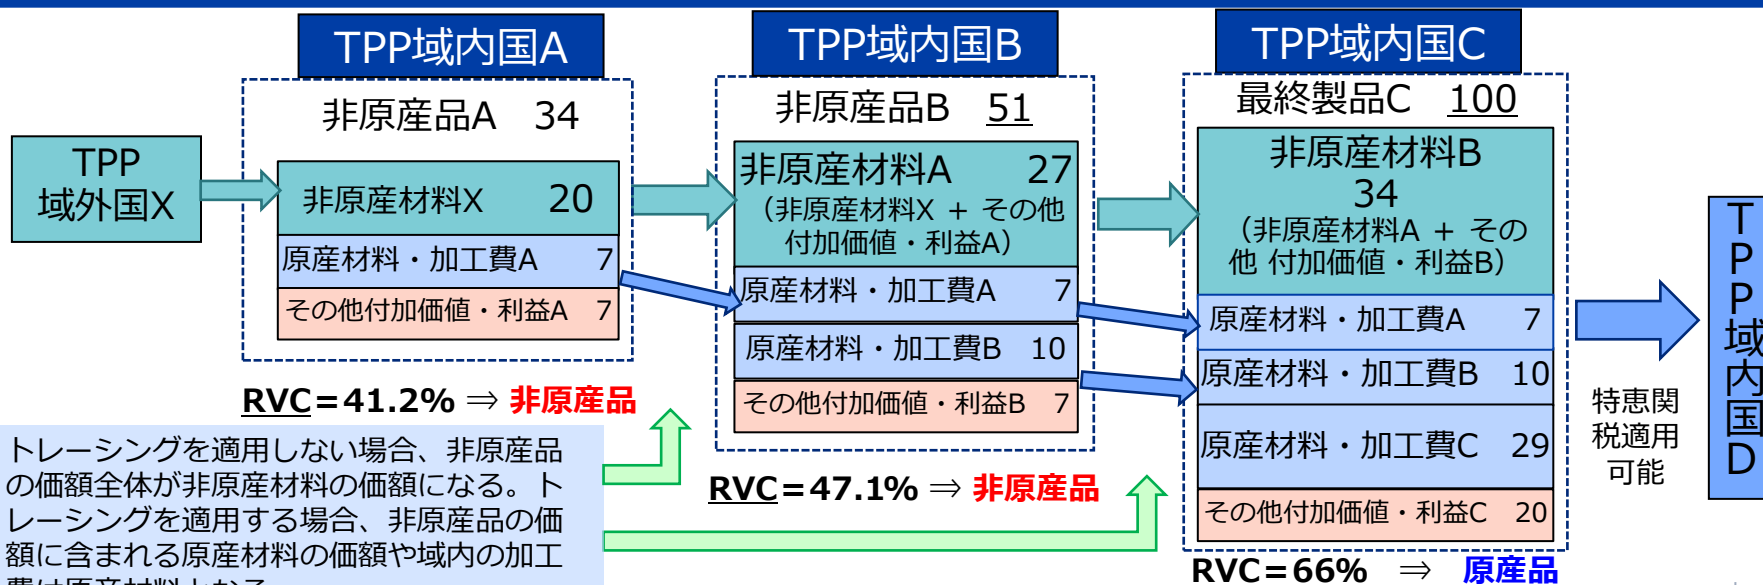 TPP域内国A
TPP域内国B
TPP域内国C
非原産品A 34
非原産品B 51
最終製品C 100
TPP
域外国X
非原産材料X 20
原産材料・加工費A 7
その他付加価値・利益A 7
RVC=41.2% ⇒ 非原産品
非原産材料A 27
（非原産材料X + その他
付加価値・利益A）
原産材料・加工費A 7
原産材料・加工費B 10
その他付加価値・利益B 7
RVC=47.1% ⇒ 非原産品
非原産材料B
34
（非原産材料A + その
他 付加価値・利益B）
原産材料・加工費A 7
原産材料・加工費B 10
原産材料・加工費C 29
その他付加価値・利益C 20
RVC=66% ⇒ 原産品
特恵関
税適用
可能
TPP域内国D
トレーシングを適用しない場合、非原産品
の価額全体が非原産材料の価額になる。ト
レーシングを適用する場合、非原産品の価
額に含まれる原産材料の価額や域内の加工
費は原産材料となる